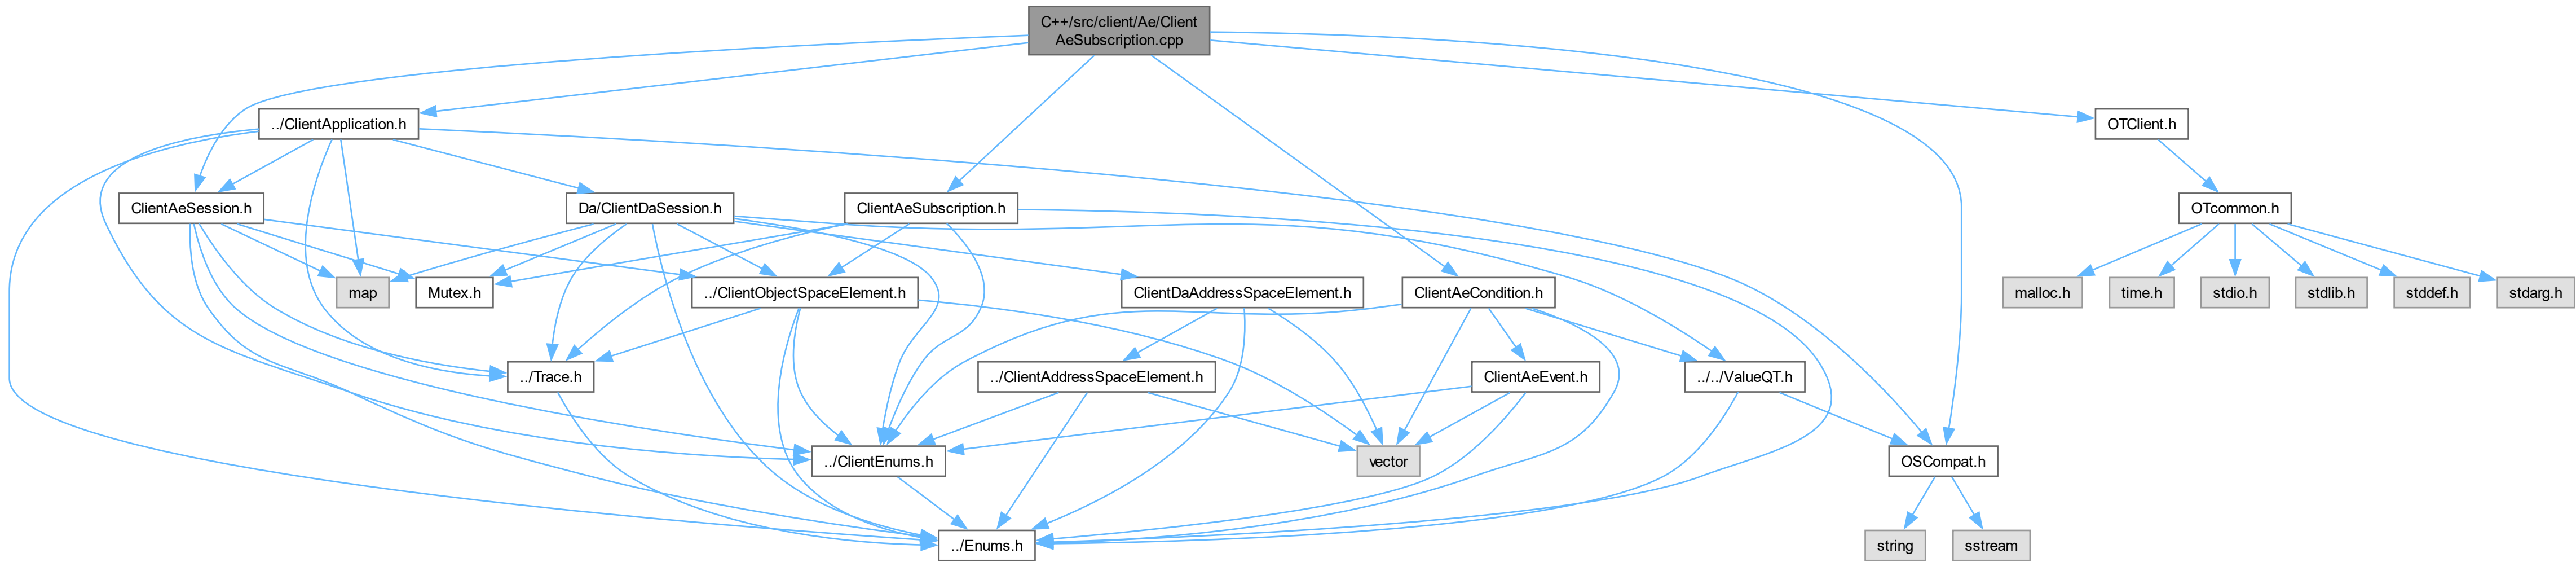 C++/src/client/Ae/Client
AeSubscription.cpp
../ClientApplication.h
OTClient.h
ClientAeSession.h
Da/ClientDaSession.h
ClientAeSubscription.h
OTcommon.h
map
Mutex.h
../ClientObjectSpaceElement.h
ClientDaAddressSpaceElement.h
ClientAeCondition.h
malloc.h
time.h
stdio.h
stdlib.h
stddef.h
stdarg.h
../Trace.h
../ClientAddressSpaceElement.h
ClientAeEvent.h
../../ValueQT.h
../ClientEnums.h
vector
OSCompat.h
../Enums.h
string
sstream